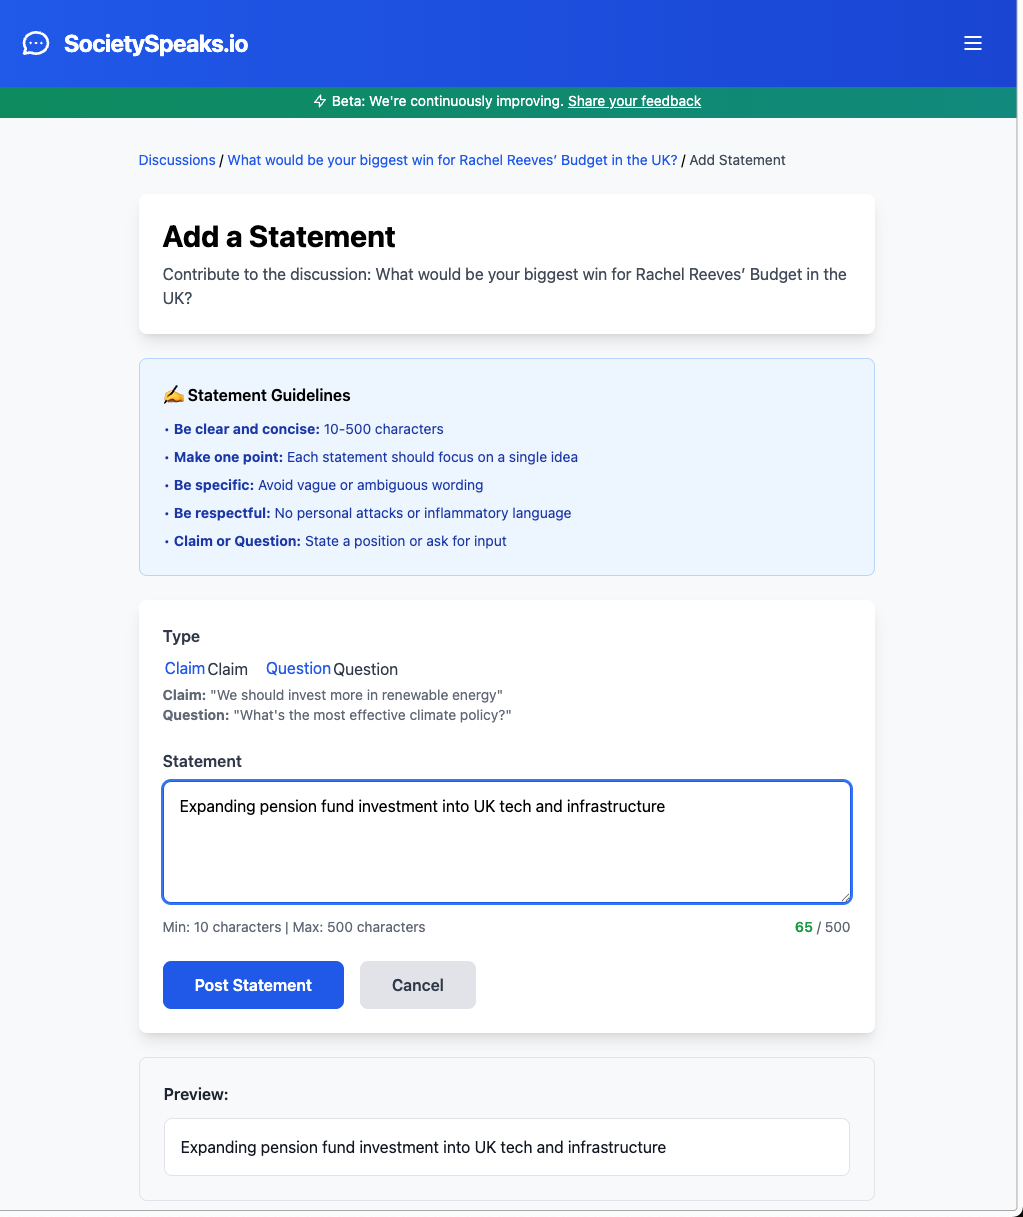 SocietySpeaks.io
Beta: We're continuously improving. Share your feedback
Discussions / What would be your biggest win for Rachel Reeves’ Budget in the UK? / Add Statement
Add a Statement
Contribute to the discussion: What would be your biggest win for Rachel Reeves’ Budget in the
UK?
✍️ Statement Guidelines
• Be clear and concise: 10-500 characters
• Make one point: Each statement should focus on a single idea
• Be specific: Avoid vague or ambiguous wording
• Be respectful: No personal attacks or inflammatory language
• Claim or Question: State a position or ask for input
Type
Claim Claim Question Question
Claim: "We should invest more in renewable energy"
Question: "What's the most effective climate policy?"
Statement
Expanding pension fund investment into UK tech and infrastructure
Min: 10 characters | Max: 500 characters 65 / 500
Post Statement Cancel
Preview:
Expanding pension fund investment into UK tech and infrastructure